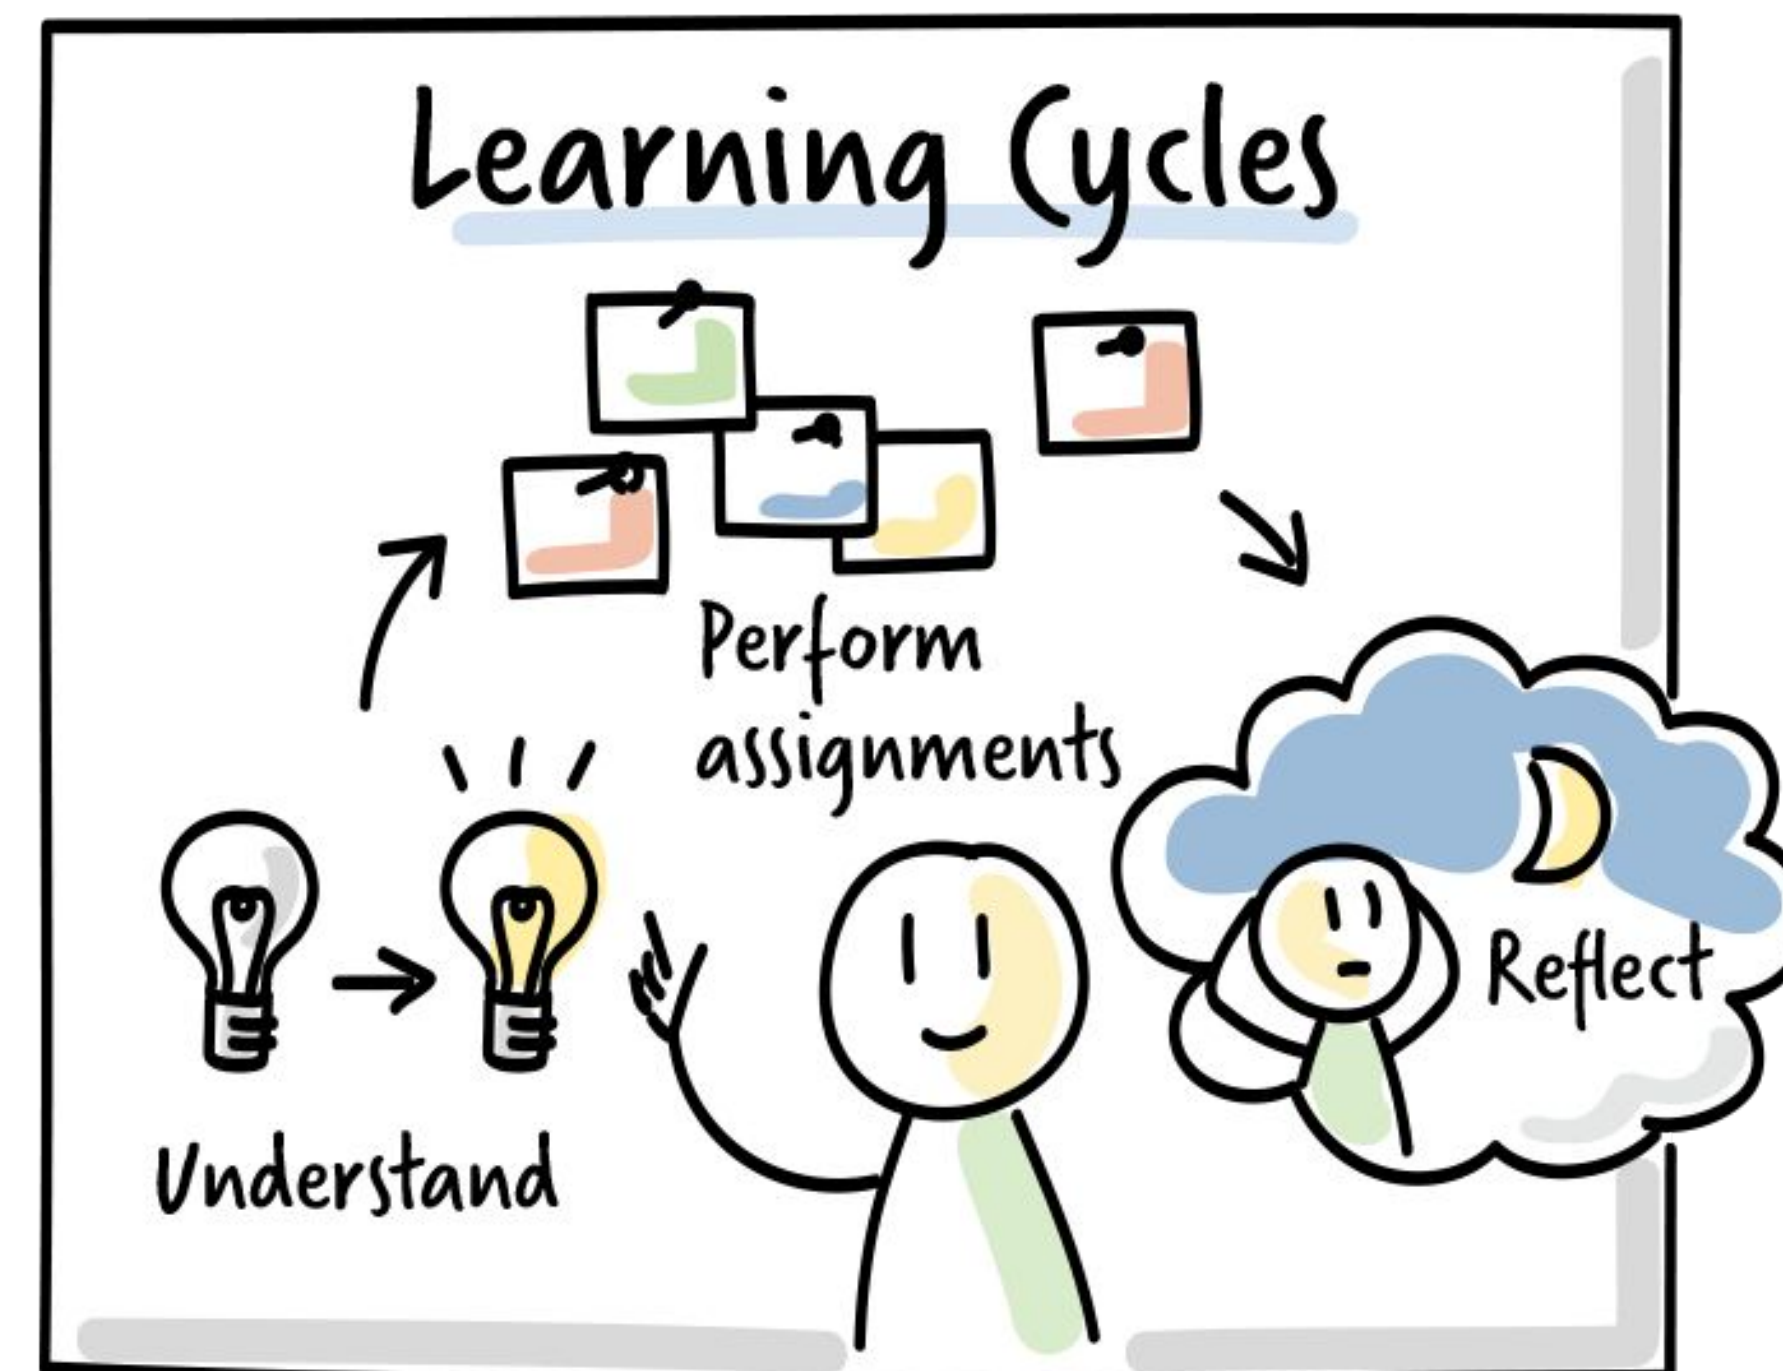 Learning Cycles
Perform
assignments
Reflect
Understand